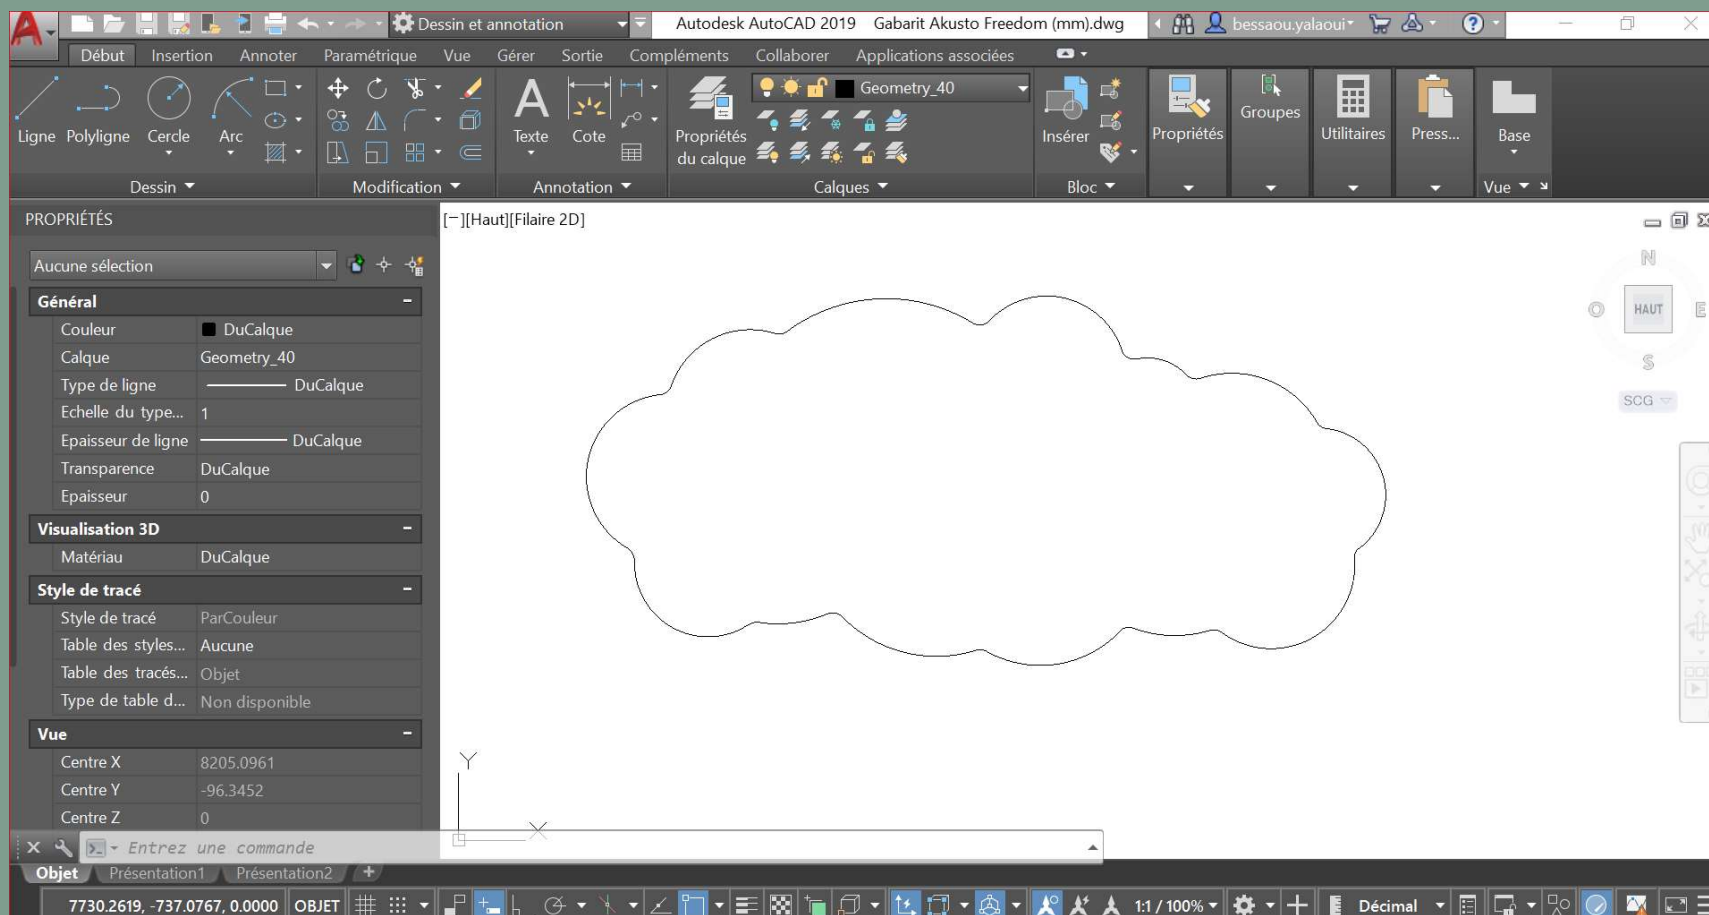 Dessin et annotation
Autodesk AutoCAD 2019 Gabarit Akusto Freedom (mm).dwg
bessaou.yalaoui
Début Insertion Annoter Paramétrique Vue Gérer Sortie Compléments Collaborer Applications associées
Geometry_40
Ligne Polyligne Cercle Arc
Texte Cote
Propriétés du calque
Insérer
Propriétés
Groupes
Utilitaires
Press...
Base
Dessin Modification Annotation Calques Bloc Vue
PROPRIÉTÉS
[−][Haut][Filaire 2D]
Aucune sélection
Général −
Couleur DuCalque
Calque Geometry_40
Type de ligne DuCalque
Echelle du type... 1
Epaisseur de ligne DuCalque
Transparence DuCalque
Epaisseur 0
Visualisation 3D −
Matériau DuCalque
Style de tracé −
Style de tracé ParCouleur
Table des styles... Aucune
Table des tracés... Objet
Type de table d... Non disponible
Vue −
Centre X 8205.0961
Centre Y -96.3452
Centre Z 0
N
O HAUT E
S
SCG
Y
X
Entrez une commande
Objet Présentation1 Présentation2 +
7730.2619, -737.0767, 0.0000 OBJET 1:1 / 100% Décimal